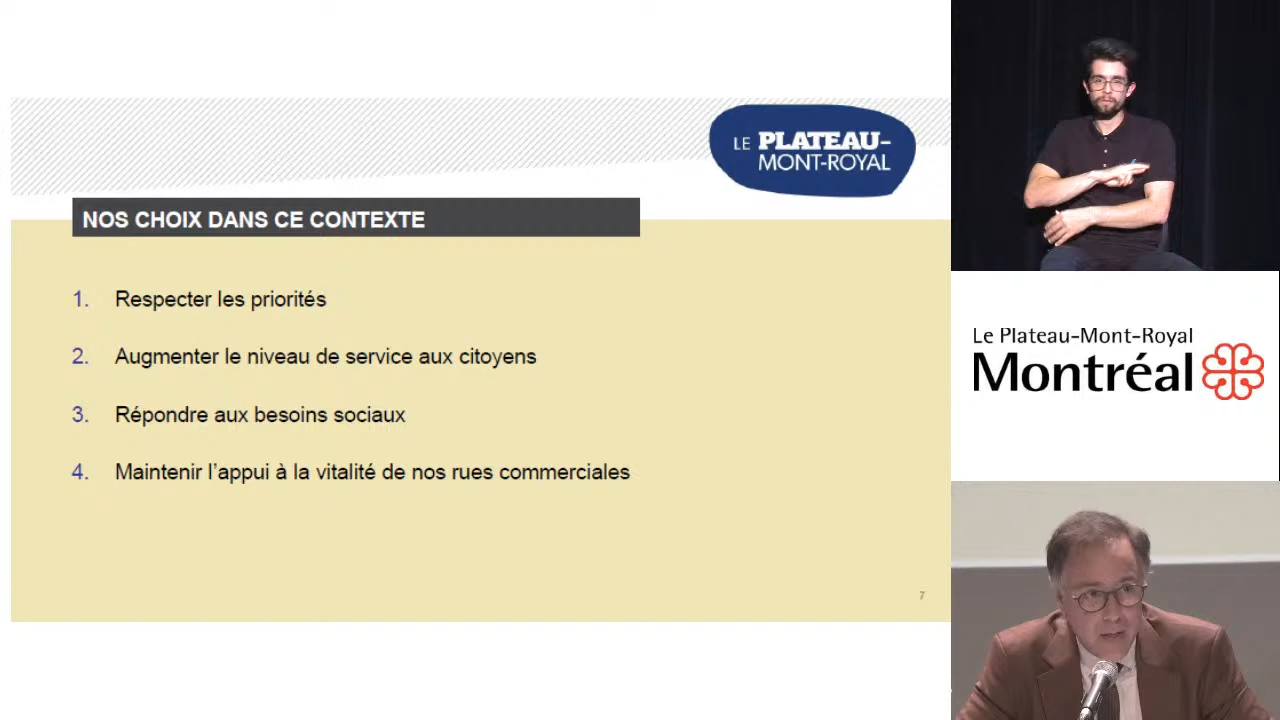 LE PLATEAU-
MONT-ROYAL
NOS CHOIX DANS CE CONTEXTE
1. Respecter les priorités
2. Augmenter le niveau de service aux citoyens
3. Répondre aux besoins sociaux
4. Maintenir l'appui à la vitalité de nos rues commerciales
7
Le Plateau-Mont-Royal
Montréal